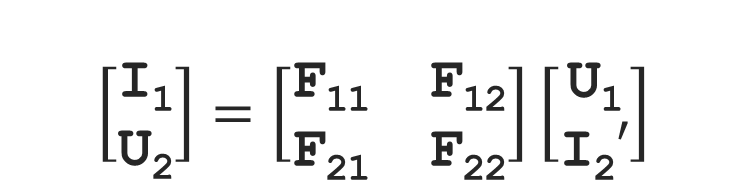 [I₁ U₂] = [F₁₁ F₁₂ F₂₁ F₂₂] [U₁ I₂′]